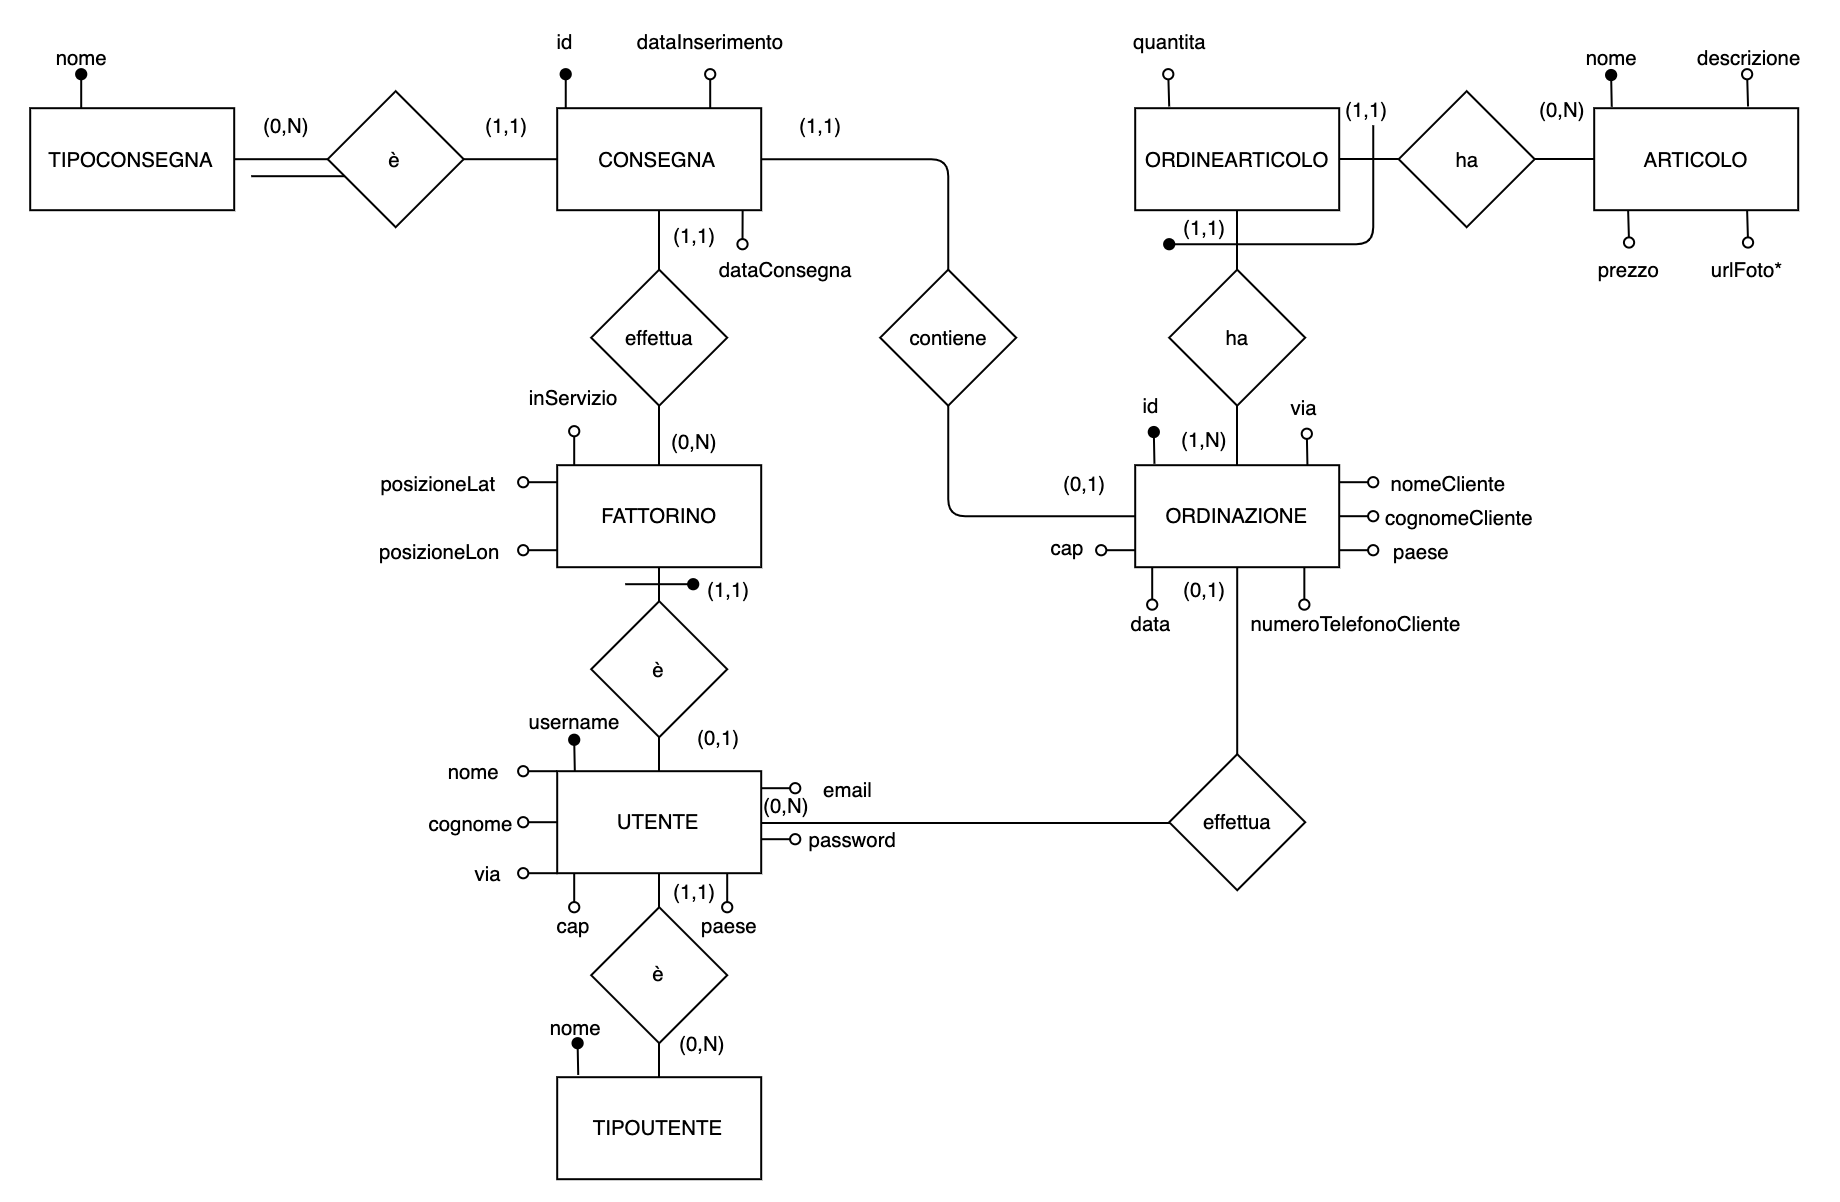 nome
id
dataInserimento
quantita
nome
descrizione
(0,N)
(1,1)
(1,1)
(1,1)
(0,N)
TIPOCONSEGNA
è
CONSEGNA
ORDINEARTICOLO
ha
ARTICOLO
(1,1)
(1,1)
dataConsegna
prezzo
urlFoto*
effettua
contiene
ha
inServizio
id
via
(0,N)
(1,N)
posizioneLat
(0,1)
nomeCliente
FATTORINO
ORDINAZIONE
cognomeCliente
posizioneLon
cap
paese
(1,1)
(0,1)
data
numeroTelefonoCliente
è
username
(0,1)
nome
email
(0,N)
cognome
UTENTE
effettua
password
via
(1,1)
cap
paese
è
nome
(0,N)
TIPOUTENTE